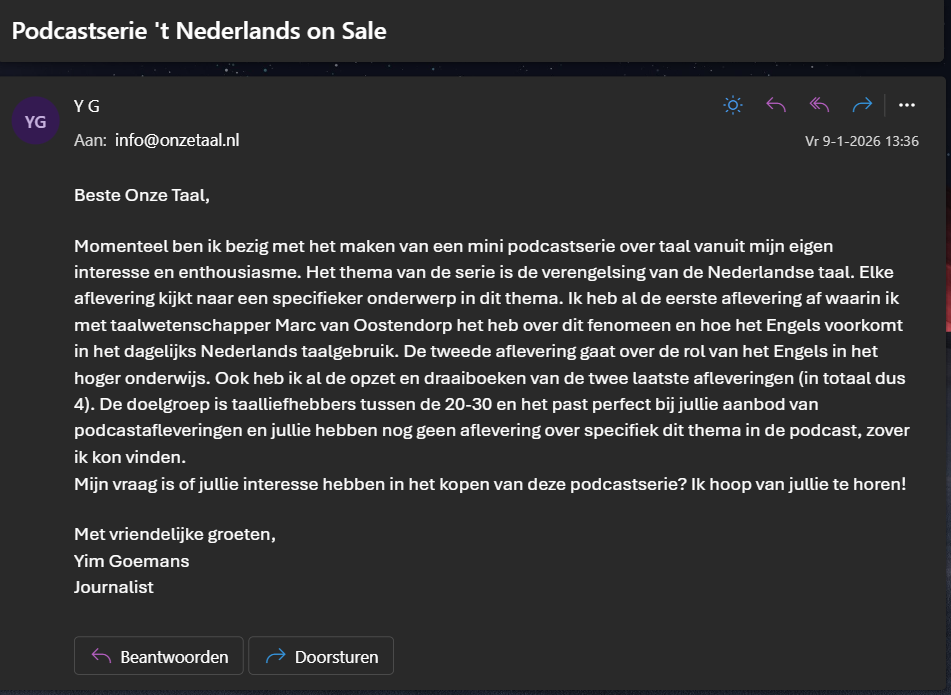 Podcastserie 't Nederlands on Sale
YG
Y G
Aan: info@onzetaal.nl
Vr 9-1-2026 13:36
Beste Onze Taal,
Momenteel ben ik bezig met het maken van een mini podcastserie over taal vanuit mijn eigen
interesse en enthousiasme. Het thema van de serie is de verengelsing van de Nederlandse taal. Elke
aflevering kijkt naar een specifieker onderwerp in dit thema. Ik heb al de eerste aflevering af waarin ik
met taalwetenschapper Marc van Oostendorp het heb over dit fenomeen en hoe het Engels voorkomt
in het dagelijks Nederlands taalgebruik. De tweede aflevering gaat over de rol van het Engels in het
hoger onderwijs. Ook heb ik al de opzet en draaiboeken van de twee laatste afleveringen (in totaal dus
4). De doelgroep is taalliefhebbers tussen de 20-30 en het past perfect bij jullie aanbod van
podcastafleveringen en jullie hebben nog geen aflevering over specifiek dit thema in de podcast, zover
ik kon vinden.
Mijn vraag is of jullie interesse hebben in het kopen van deze podcastserie? Ik hoop van jullie te horen!
Met vriendelijke groeten,
Yim Goemans
Journalist
Beantwoorden
Doorsturen